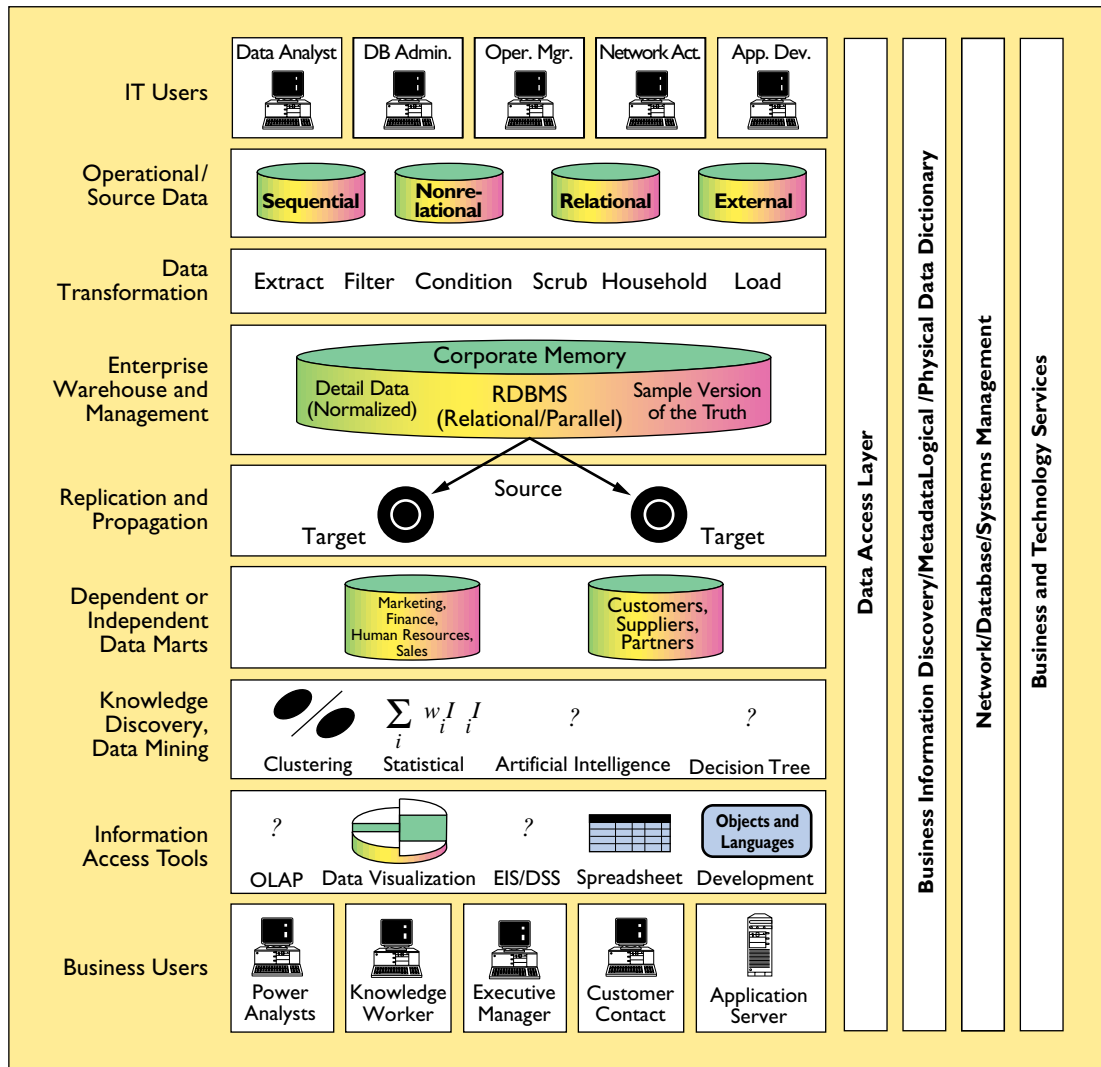 Data Analyst
DB Admin.
Oper. Mgr.
Network Act.
App. Dev.
IT Users
Operational/
Source Data
Sequential
Nonre-
lational
Relational
External
Data
Transformation
Extract
Filter
Condition
Scrub
Household
Load
Enterprise
Warehouse and
Management
Corporate Memory
Detail Data
(Normalized)
RDBMS
(Relational/Parallel)
Sample Version
of the Truth
Replication and
Propagation
Source
Target
Target
Dependent or
Independent
Data Marts
Marketing,
Finance,
Human Resources,
Sales
Customers,
Suppliers,
Partners
Knowledge
Discovery,
Data Mining
Σ i w i I i I
?
?
Clustering
Statistical
Artificial Intelligence
Decision Tree
Information
Access Tools
?
?
Objects and
Languages
OLAP
Data Visualization
EIS/DSS
Spreadsheet
Development
Business Users
Power
Analysts
Knowledge
Worker
Executive
Manager
Customer
Contact
Application
Server
Data Access Layer
Business Information Discovery/MetadataLogical /Physical Data Dictionary
Network/Database/Systems Management
Business and Technology Services